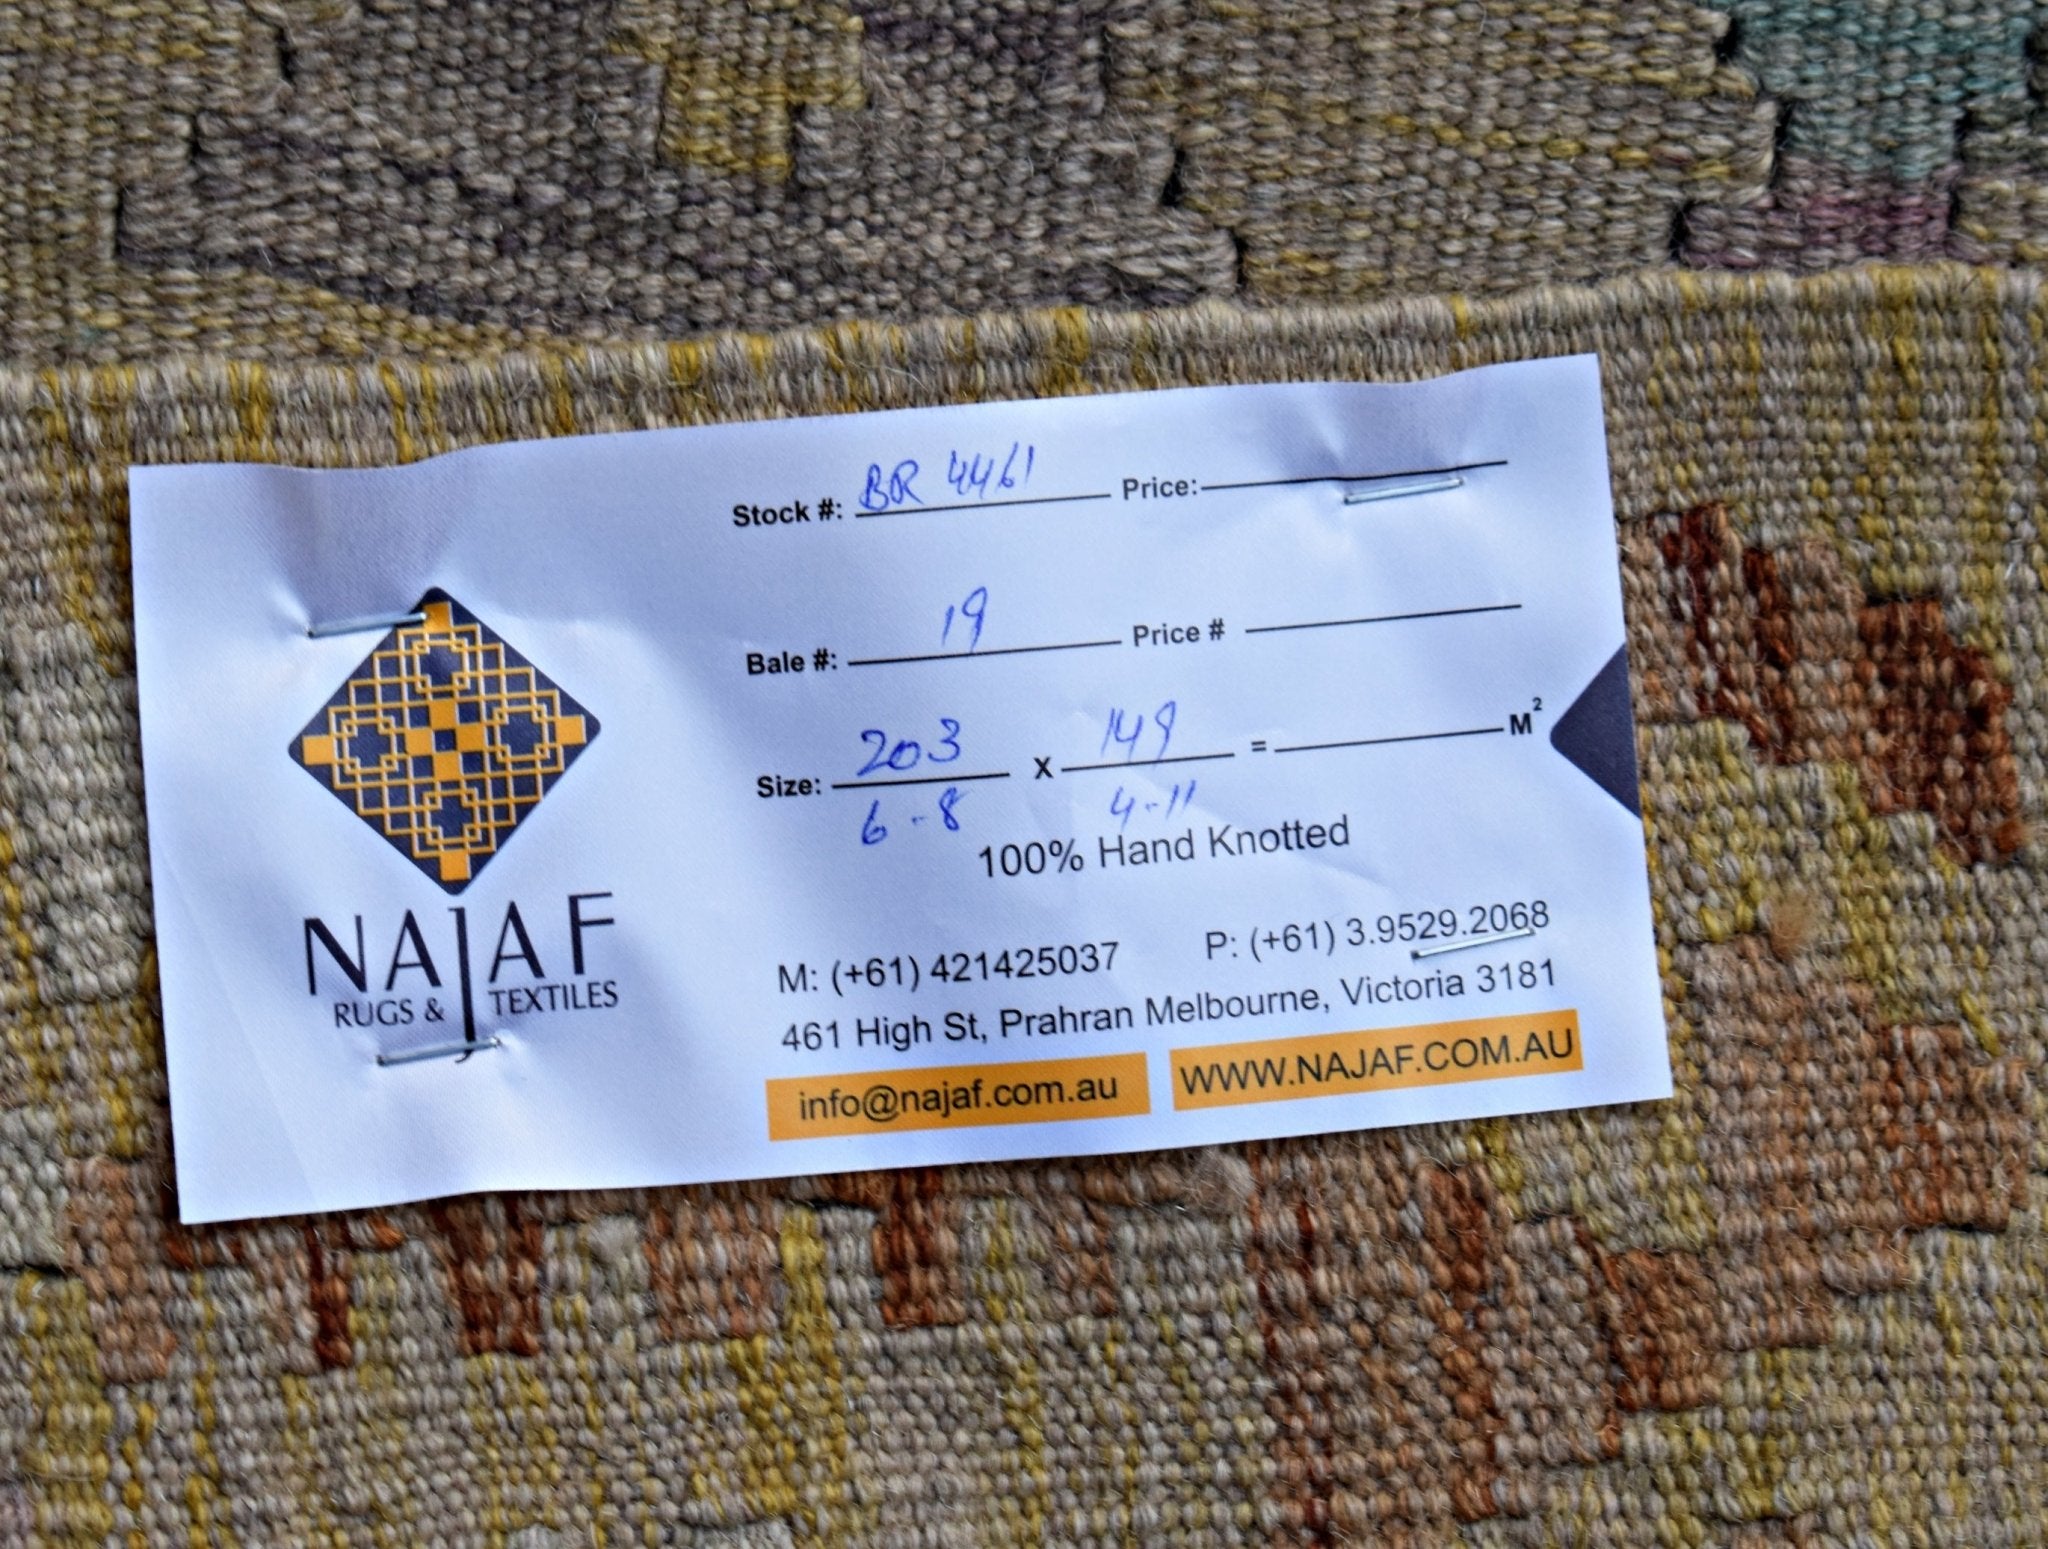 Stock #: BR 4461 Price:
Bale #: 19 Price #
Size: 203 X 149 = M²
6-8 4-11
100% Hand Knotted
NAJAF
RUGS & TEXTILES
M: (+61) 421425037 P: (+61) 3.9529.2068
461 High St, Prahran Melbourne, Victoria 3181
info@najaf.com.au WWW.NAJAF.COM.AU